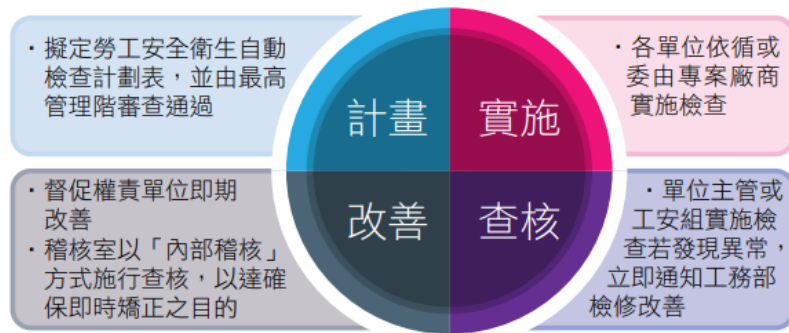 ・擬定勞工安全衛生自動
檢查計劃表，並由最高
管理階審查通過
計畫
實施
・各單位依循或
委由專案廠商
實施檢查
・督促權責單位即期
改善
・稽核室以「內部稽核」
方式施行查核，以達確
保即時矯正之目的
改善
查核
・單位主管或
工安組實施檢
查若發現異常，
立即通知工務部
檢修改善